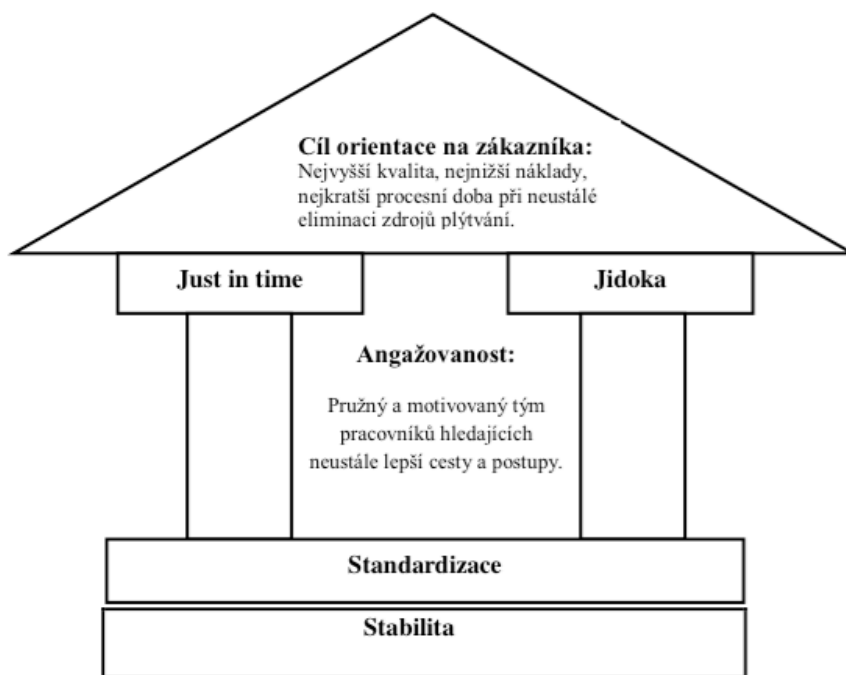 Cíl orientace na zákazníka:
Nejvyšší kvalita, nejnižší náklady,
nejkratší procesní doba při neustálé
eliminaci zdrojů plýtvání.
Just in time
Jidoka
Angažovanost:
Pružný a motivovaný tým
pracovníků hledajících
neustále lepší cesty a postupy.
Standardizace
Stabilita